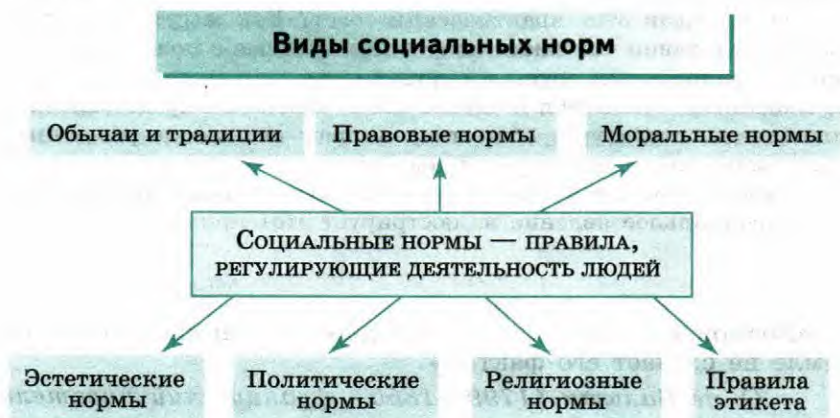 Виды социальных норм
Обычаи и традиции
Правовые нормы
Моральные нормы
Социальные нормы — правила,
регулирующие деятельность людей
Эстетические
нормы
Политические
нормы
Религиозные
нормы
Правила
этикета